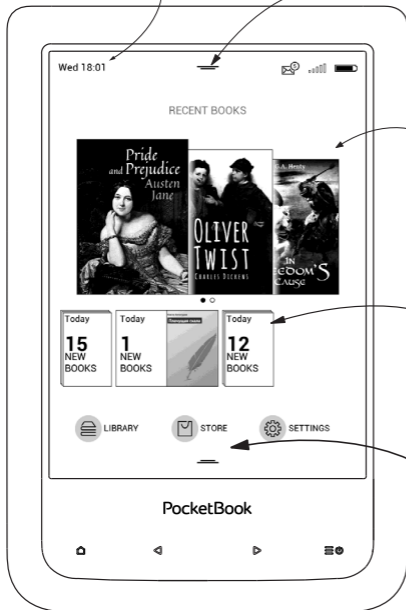 Wed 18:01
RECENT BOOKS
Pride
and Prejudice
Austen
Jane
OLIVER
TWIST
CHARLES DICKENS
G.A. Henty
IN
CAUSE
Today
15
NEW
BOOKS
Today
1
NEW
BOOKS
Today
12
NEW
BOOKS
LIBRARY
STORE
SETTINGS
PocketBook